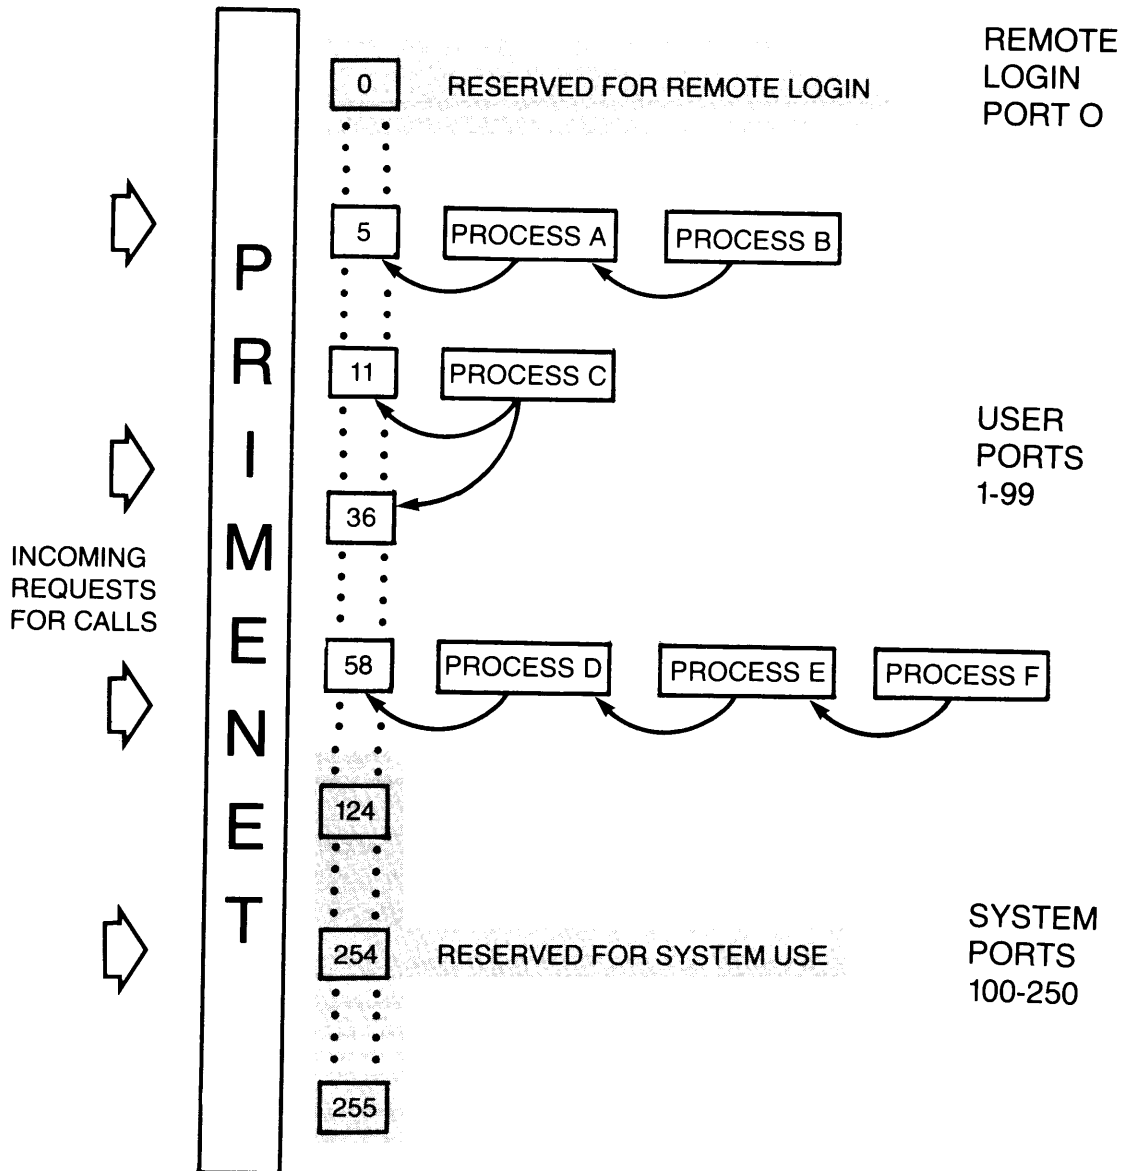 REMOTE
LOGIN
PORT O
0
RESERVED FOR REMOTE LOGIN
5
PROCESS A
PROCESS B
11
PROCESS C
USER
PORTS
1-99
36
INCOMING
REQUESTS
FOR CALLS
PRIMENET
58
PROCESS D
PROCESS E
PROCESS F
124
254
RESERVED FOR SYSTEM USE
SYSTEM
PORTS
100-250
255